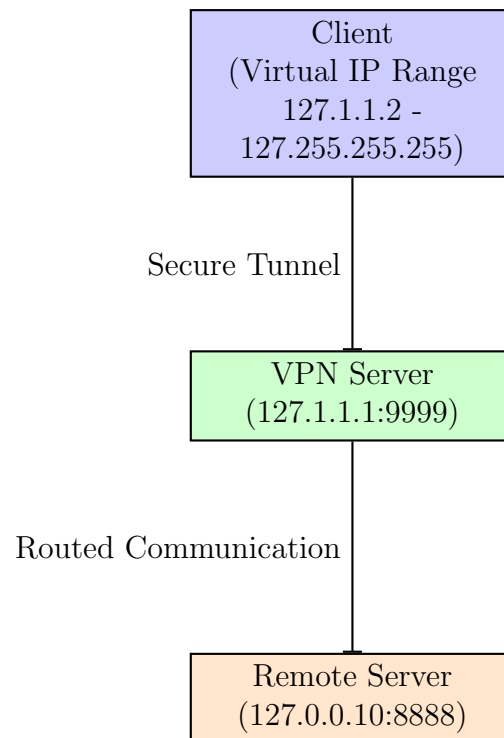 Client
(Virtual IP Range
127.1.1.2 -
127.255.255.255)
Secure Tunnel
VPN Server
(127.1.1.1:9999)
Routed Communication
Remote Server
(127.0.0.10:8888)